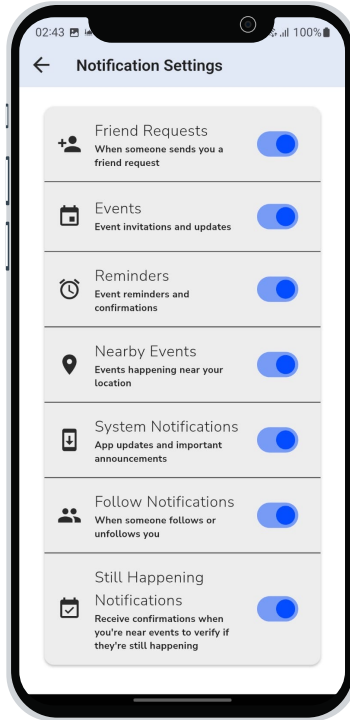 02:43
100%
Notification Settings
Friend Requests
When someone sends you a
friend request
Events
Event invitations and updates
Reminders
Event reminders and
confirmations
Nearby Events
Events happening near your
location
System Notifications
App updates and important
announcements
Follow Notifications
When someone follows or
unfollows you
Still Happening
Notifications
Receive confirmations when
you're near events to verify if
they're still happening